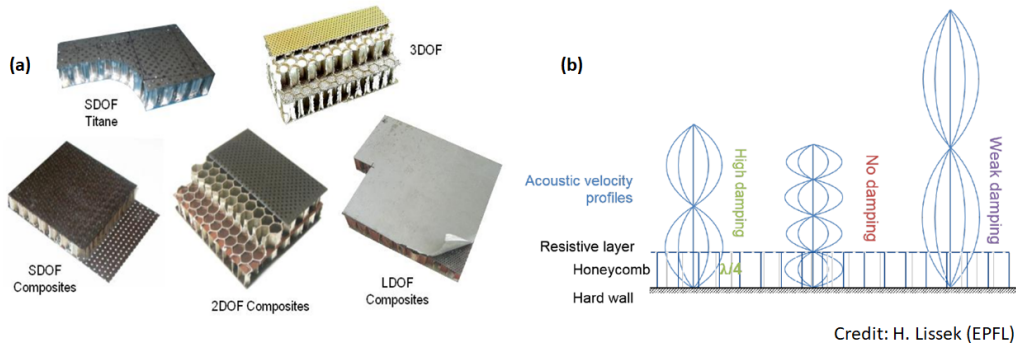 (a)
SDOF
Titane
3DOF
SDOF
Composites
2DOF Composites
LDOF
Composites
(b)
Acoustic velocity
profiles
High damping
No damping
Weak damping
Resistive layer
Honeycomb
λ/4
Hard wall
Credit: H. Lissek (EPFL)